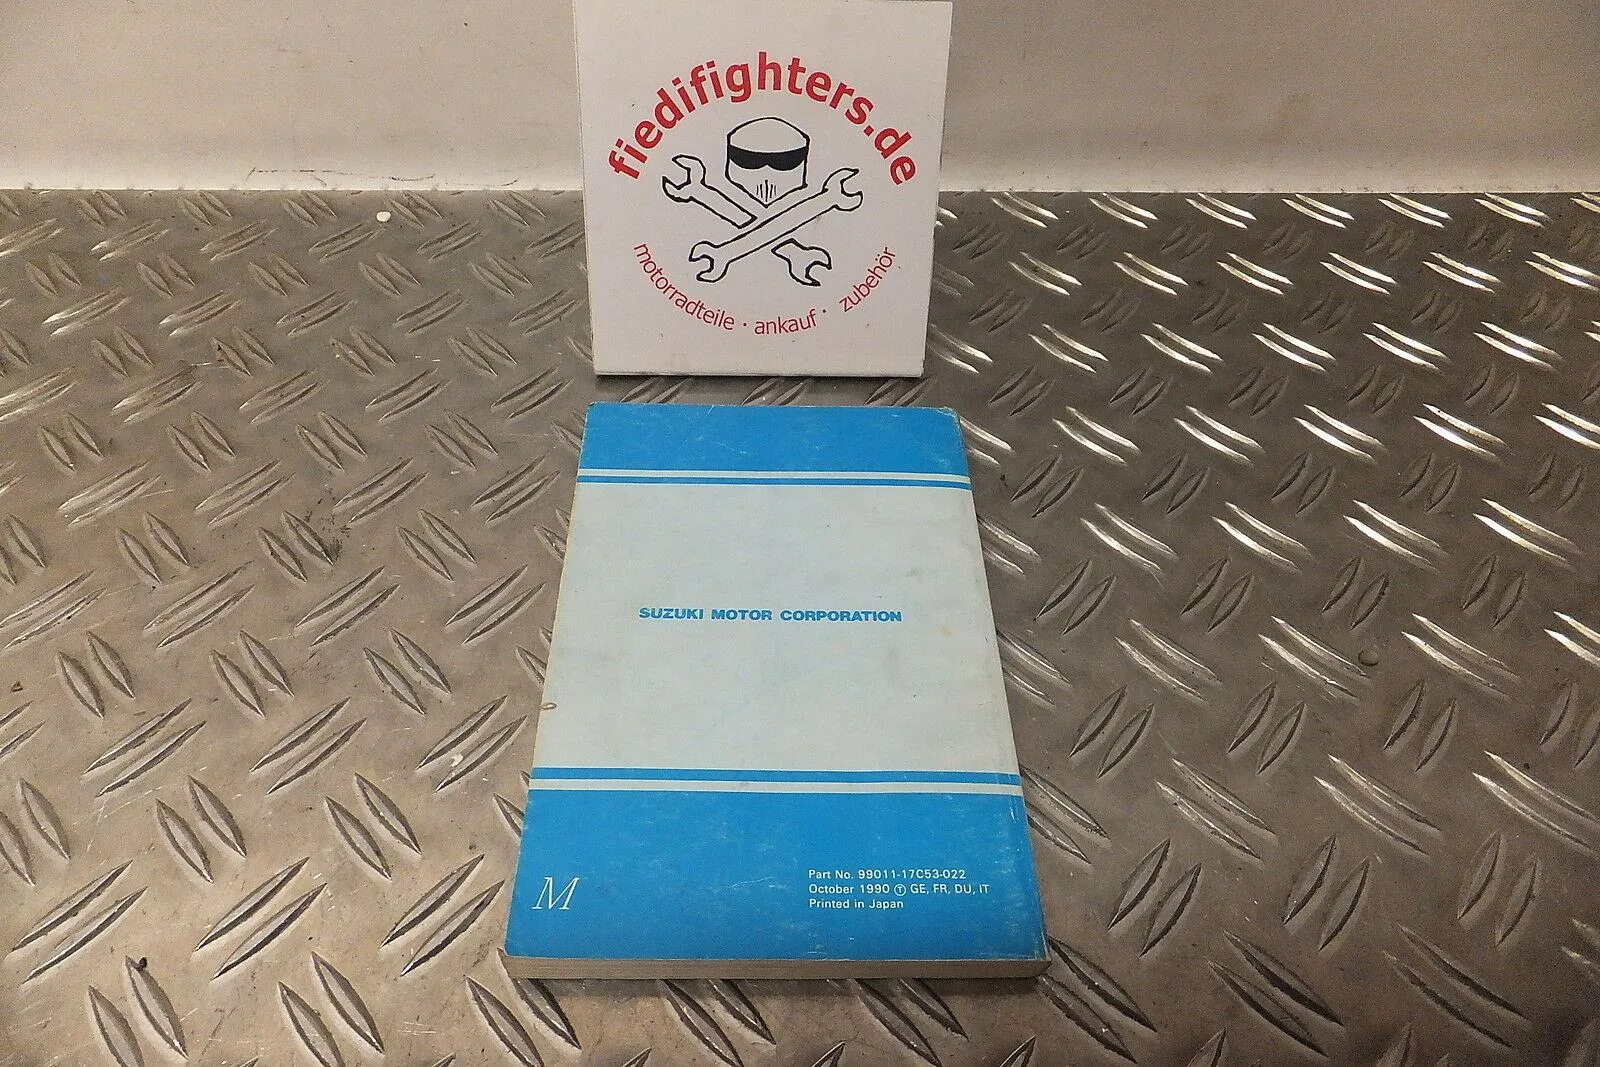 fiedifighters.de
motorradteile · ankauf · zubehör
SUZUKI MOTOR CORPORATION
M
Part No. 99011-17C53-022
October 1990 Ⓣ GE, FR, DU, IT
Printed in Japan